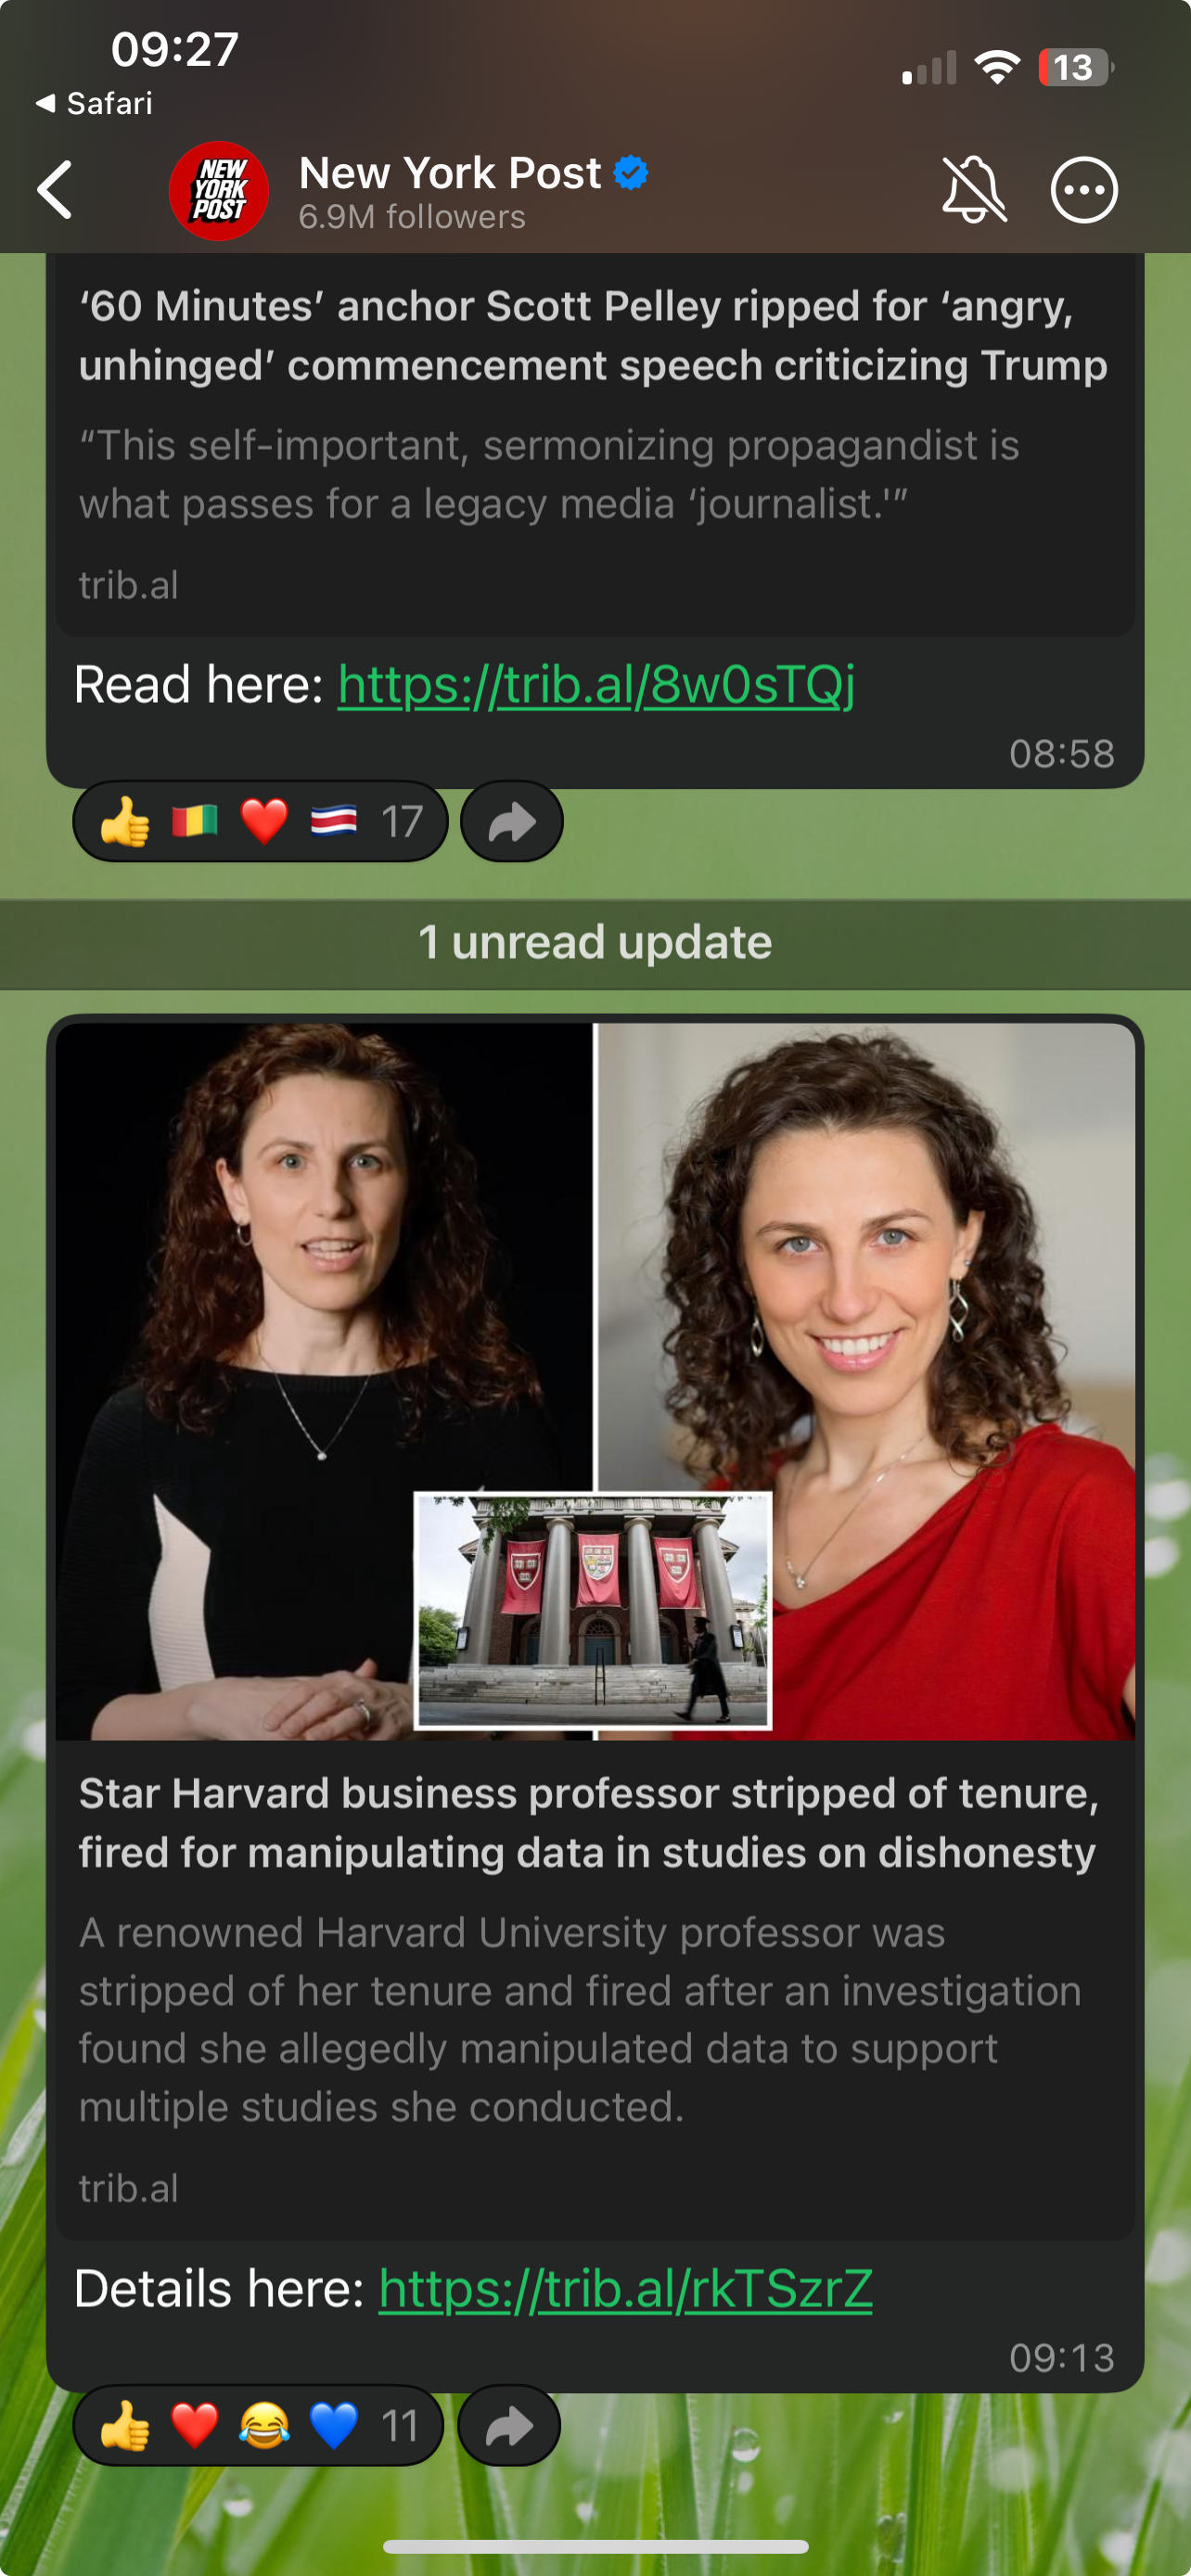 09:27
13
◀ Safari
NEW
YORK
POST
New York Post
6.9M followers
‘60 Minutes’ anchor Scott Pelley ripped for ‘angry,
unhinged’ commencement speech criticizing Trump
“This self-important, sermonizing propagandist is
what passes for a legacy media ‘journalist.'”
trib.al
Read here: https://trib.al/8w0sTQj
08:58
👍 🇬🇳 ❤️ 🇨🇷 17
1 unread update
Star Harvard business professor stripped of tenure,
fired for manipulating data in studies on dishonesty
A renowned Harvard University professor was
stripped of her tenure and fired after an investigation
found she allegedly manipulated data to support
multiple studies she conducted.
trib.al
Details here: https://trib.al/rkTSzrZ
09:13
👍 ❤️ 😂 💙 11